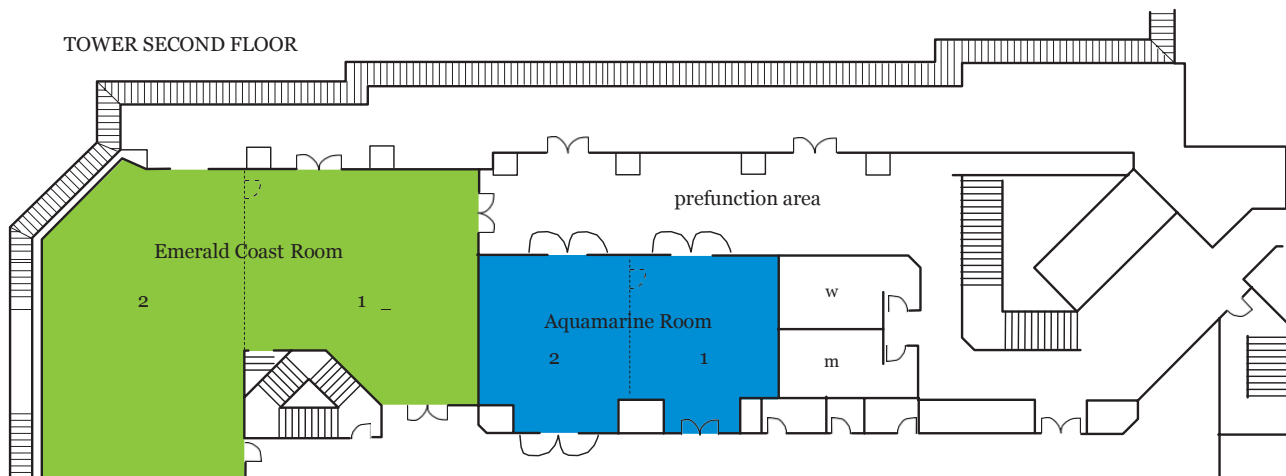 TOWER SECOND FLOOR
prefunction area
Emerald Coast Room
2 1 _
w
Aquamarine Room
2 1
m